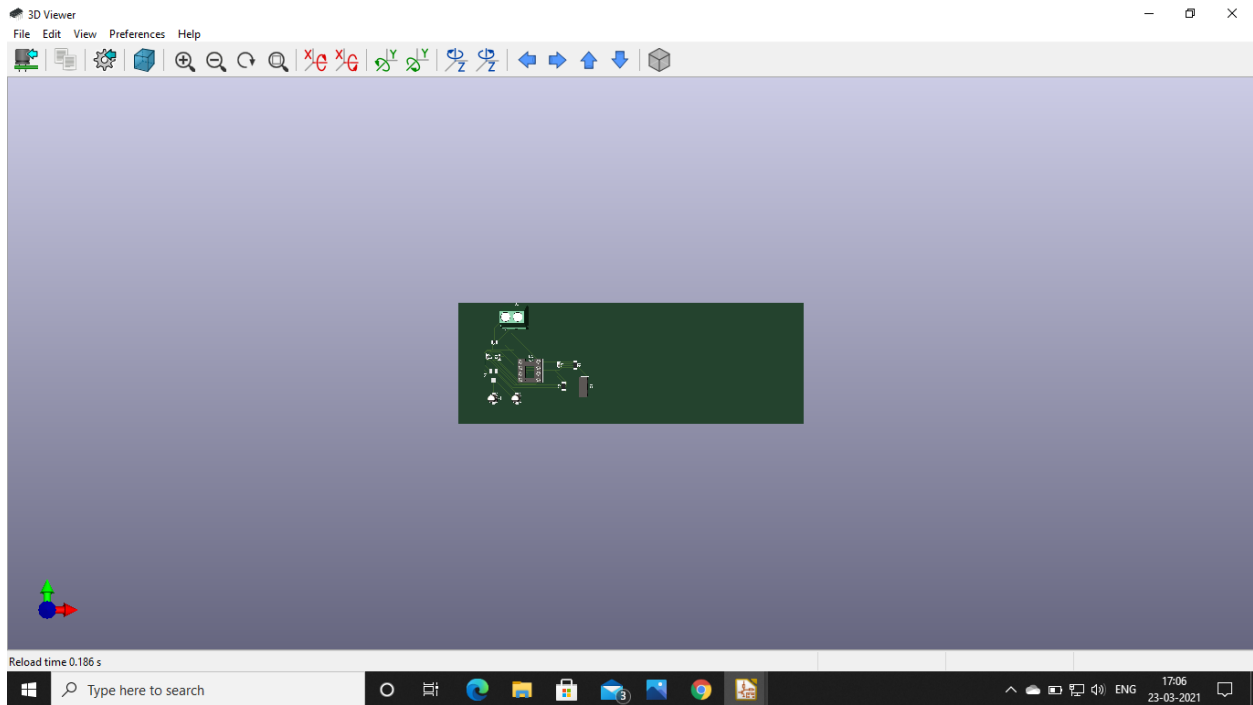 3D Viewer
File Edit View Preferences Help
Reload time 0.186 s
Type here to search
3
ENG
17:06
23-03-2021